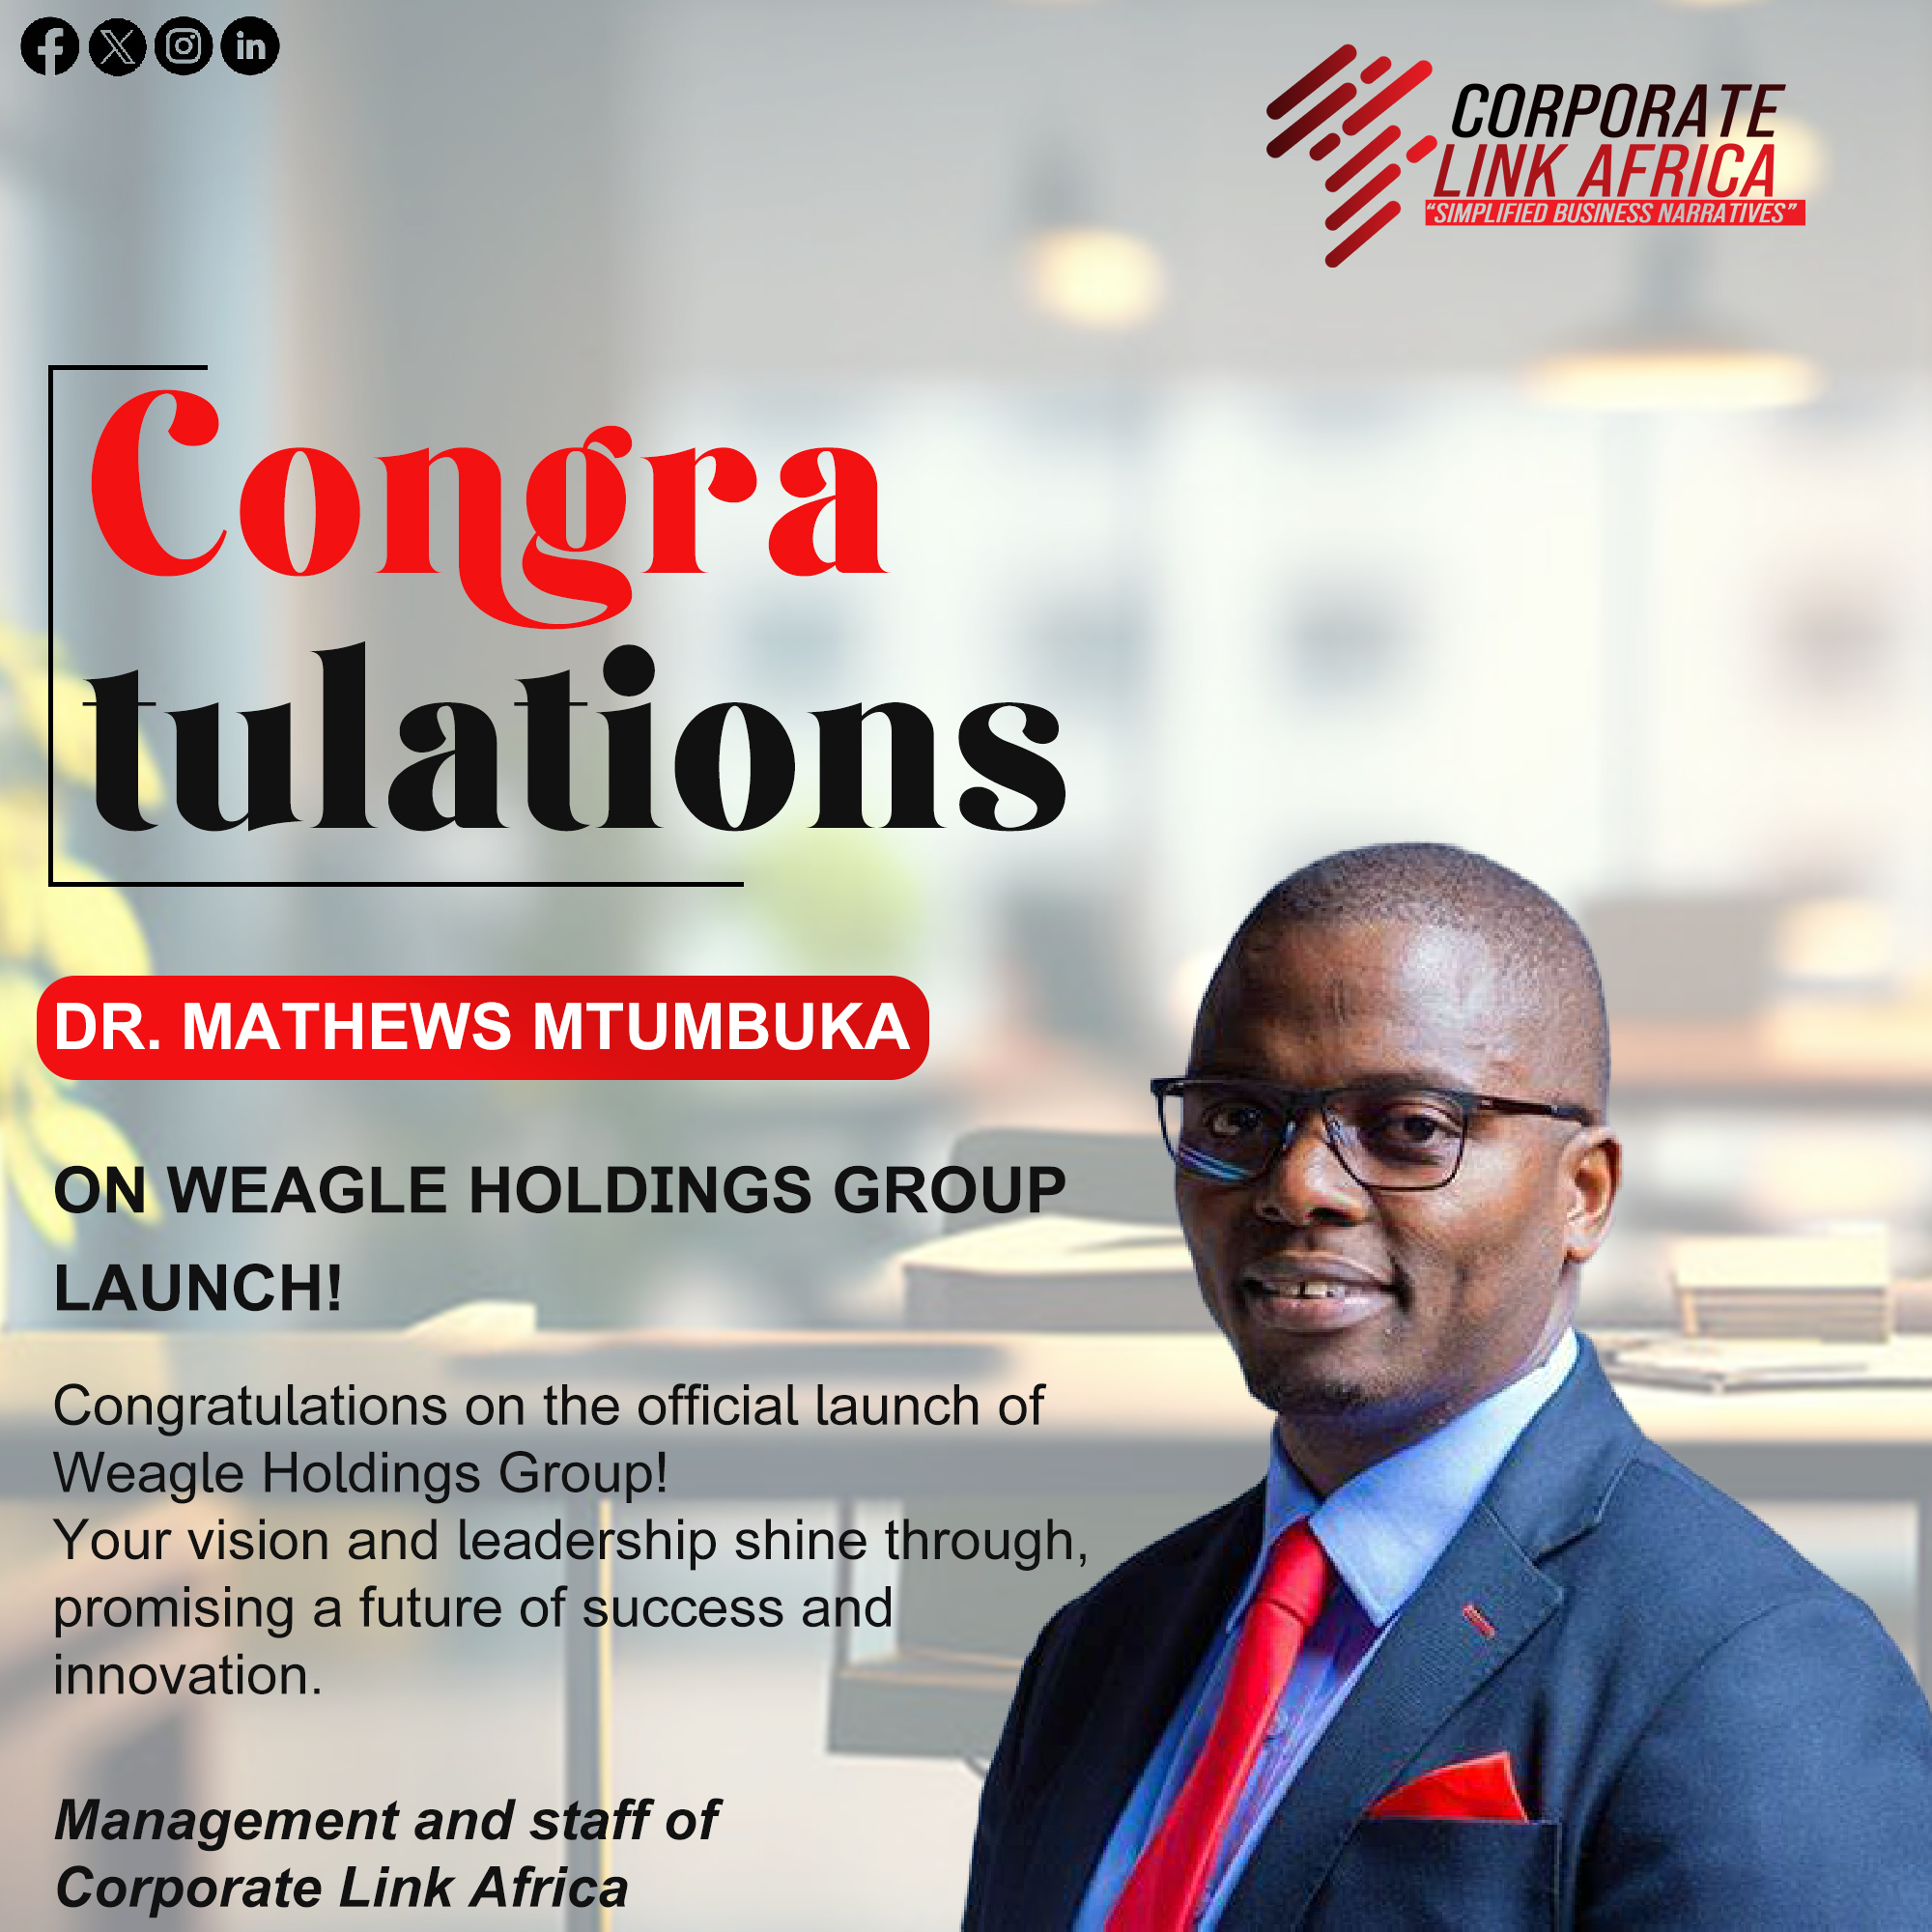 CORPORATE
LINK AFRICA
"SIMPLIFIED BUSINESS NARRATIVES"
Congra
tulations
DR. MATHEWS MTUMBUKA
ON WEAGLE HOLDINGS GROUP
LAUNCH!
Congratulations on the official launch of
Weagle Holdings Group!
Your vision and leadership shine through,
promising a future of success and
innovation.
Management and staff of
Corporate Link Africa